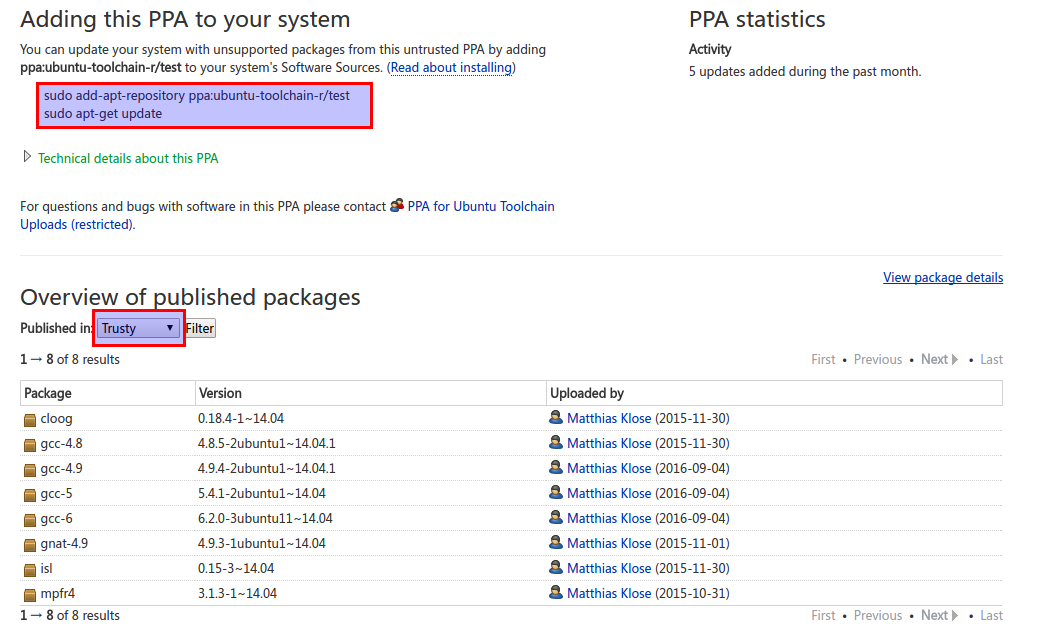 Adding this PPA to your system
You can update your system with unsupported packages from this untrusted PPA by adding
ppa:ubuntu-toolchain-r/test to your system's Software Sources. (Read about installing)
sudo add-apt-repository ppa:ubuntu-toolchain-r/test
sudo apt-get update
Technical details about this PPA
For questions and bugs with software in this PPA please contact PPA for Ubuntu Toolchain
Uploads (restricted).
PPA statistics
Activity
5 updates added during the past month.
View package details
Overview of published packages
Published in: Trusty ▼ Filter
1 → 8 of 8 results First • Previous • Next • Last
Package Version Uploaded by
cloog 0.18.4-1~14.04 Matthias Klose (2015-11-30)
gcc-4.8 4.8.5-2ubuntu1~14.04.1 Matthias Klose (2015-11-30)
gcc-4.9 4.9.4-2ubuntu1~14.04.1 Matthias Klose (2016-09-04)
gcc-5 5.4.1-2ubuntu1~14.04 Matthias Klose (2016-09-04)
gcc-6 6.2.0-3ubuntu11~14.04 Matthias Klose (2016-09-04)
gnat-4.9 4.9.3-1ubuntu1~14.04 Matthias Klose (2015-11-01)
isl 0.15-3~14.04 Matthias Klose (2015-11-30)
mpfr4 3.1.3-1~14.04 Matthias Klose (2015-10-31)
1 → 8 of 8 results First • Previous • Next • Last